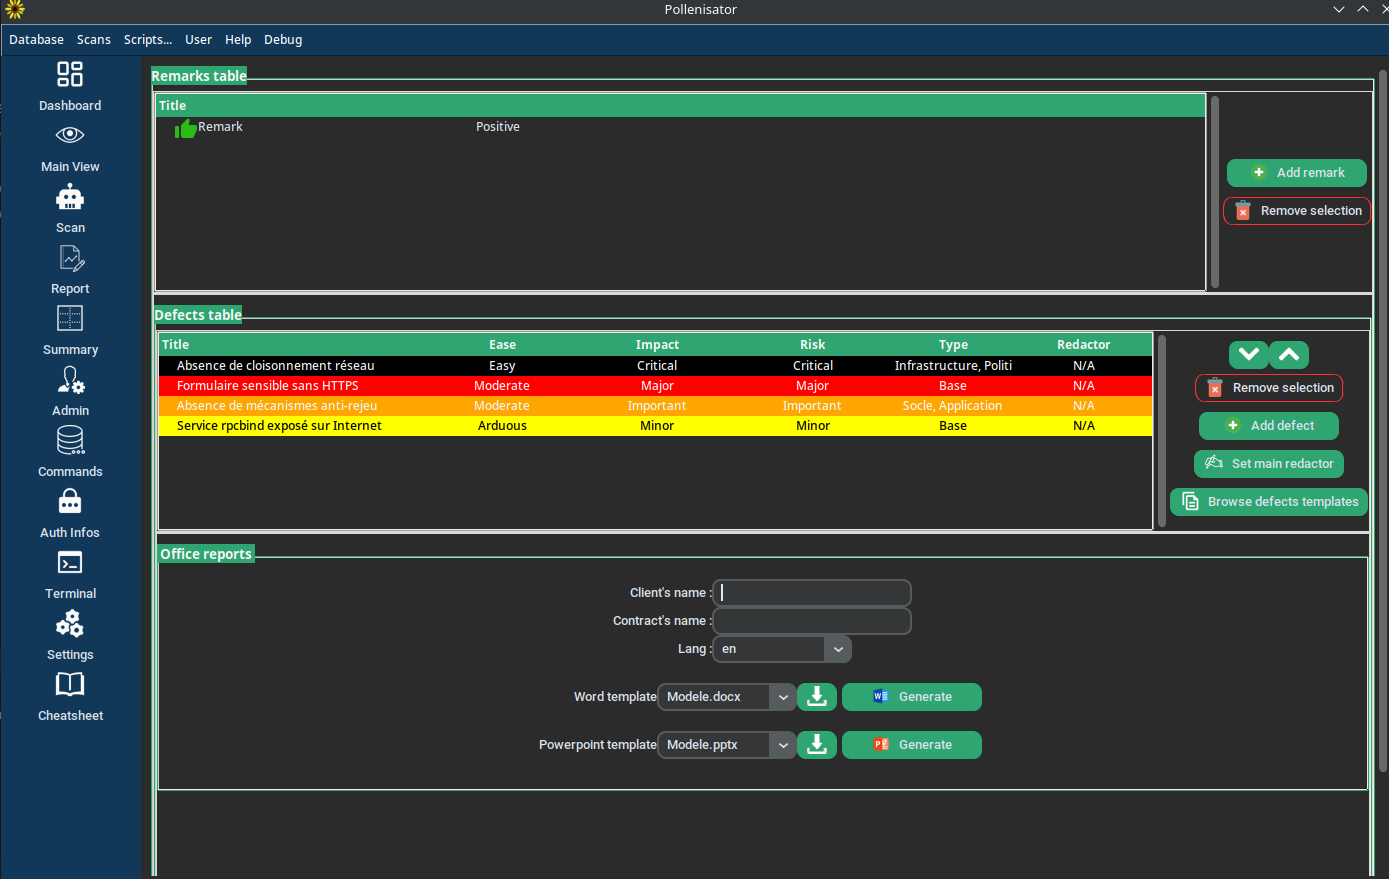 Pollenisator
Database Scans Scripts... User Help Debug
Dashboard
Main View
Scan
Report
Summary
Admin
Commands
Auth Infos
Terminal
Settings
Cheatsheet
Remarks table
Title
Remark Positive
Add remark
Remove selection
Defects table
Title Ease Impact Risk Type Redactor
Absence de cloisonnement réseau Easy Critical Critical Infrastructure, Politi N/A
Formulaire sensible sans HTTPS Moderate Major Major Base N/A
Absence de mécanismes anti-rejeu Moderate Important Important Socle, Application N/A
Service rpcbind exposé sur Internet Arduous Minor Minor Base N/A
Remove selection
Add defect
Set main redactor
Browse defects templates
Office reports
Client's name :
Contract's name :
Lang : en
Word template Modele.docx Generate
Powerpoint template Modele.pptx Generate